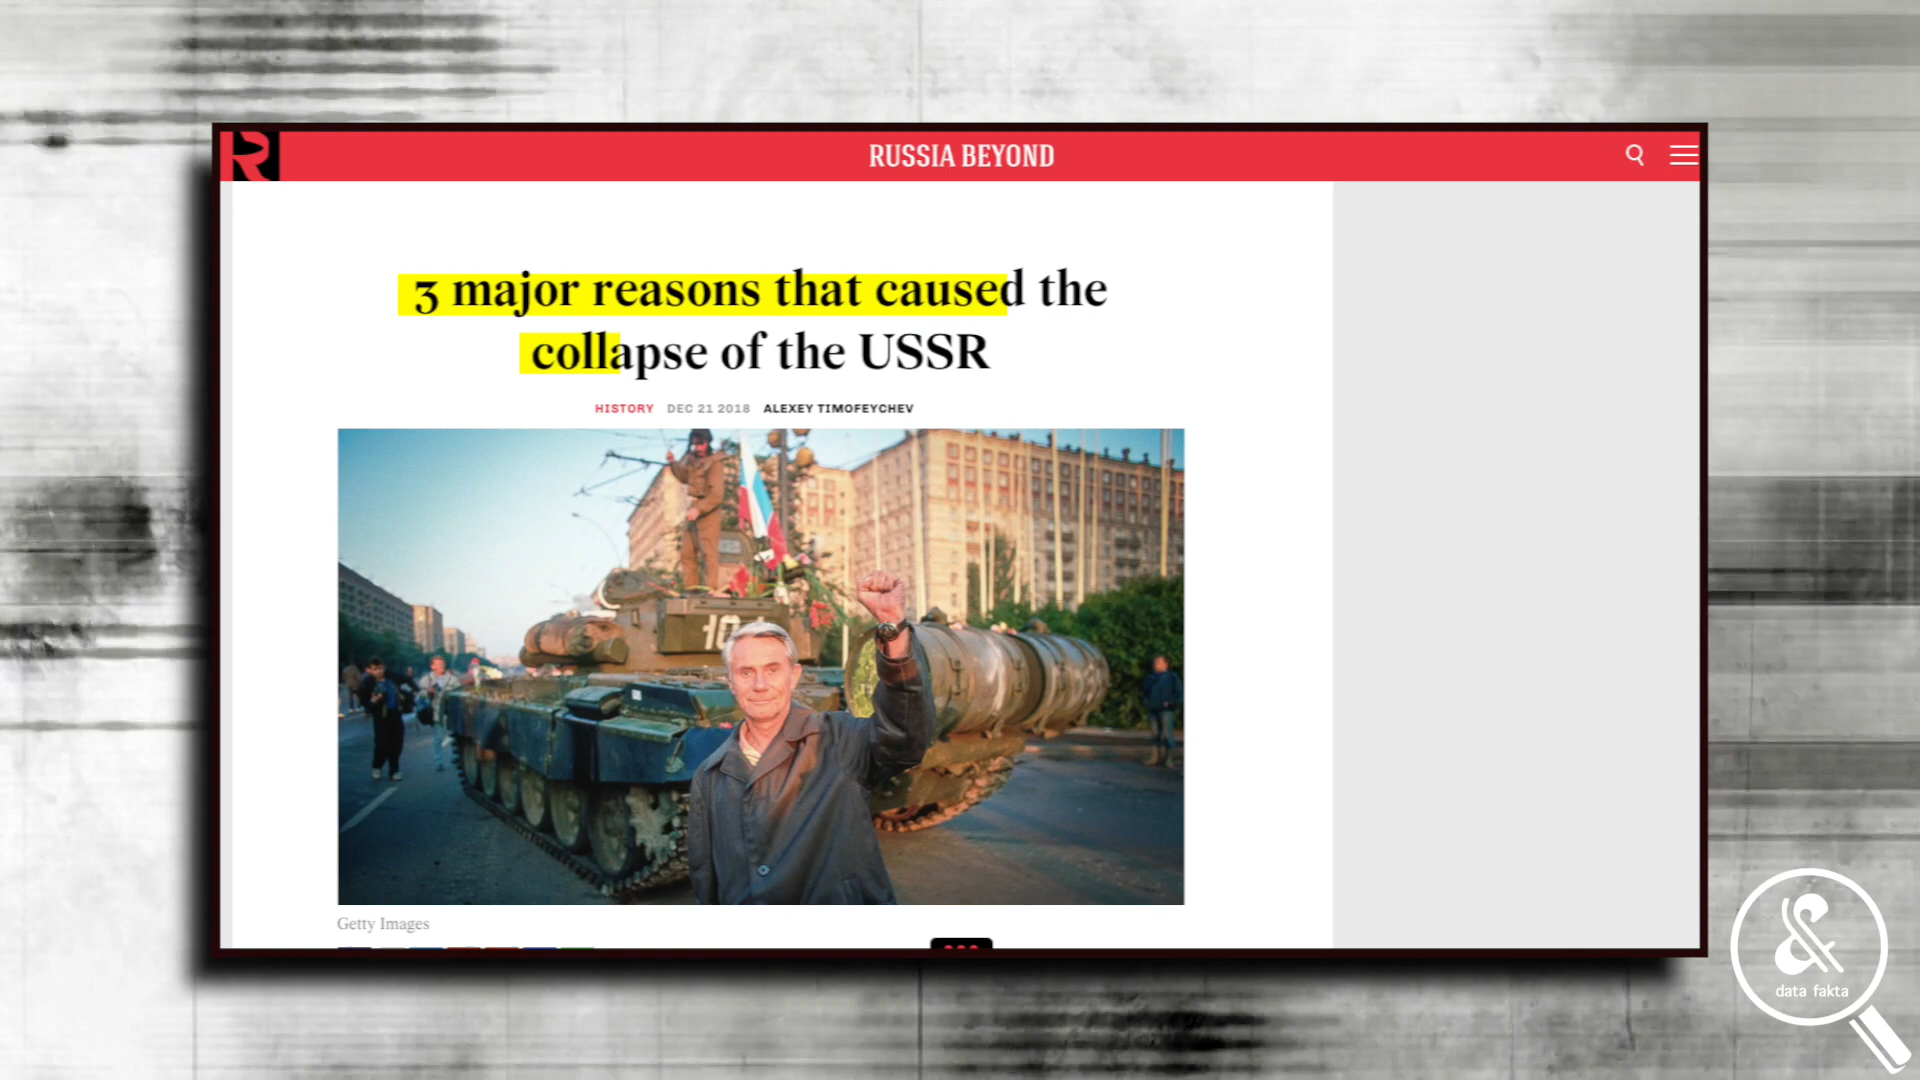 R
RUSSIA BEYOND
3 major reasons that caused the
collapse of the USSR
HISTORY DEC 21 2018 ALEXEY TIMOFEYCHEV
Getty Images
&
data fakta